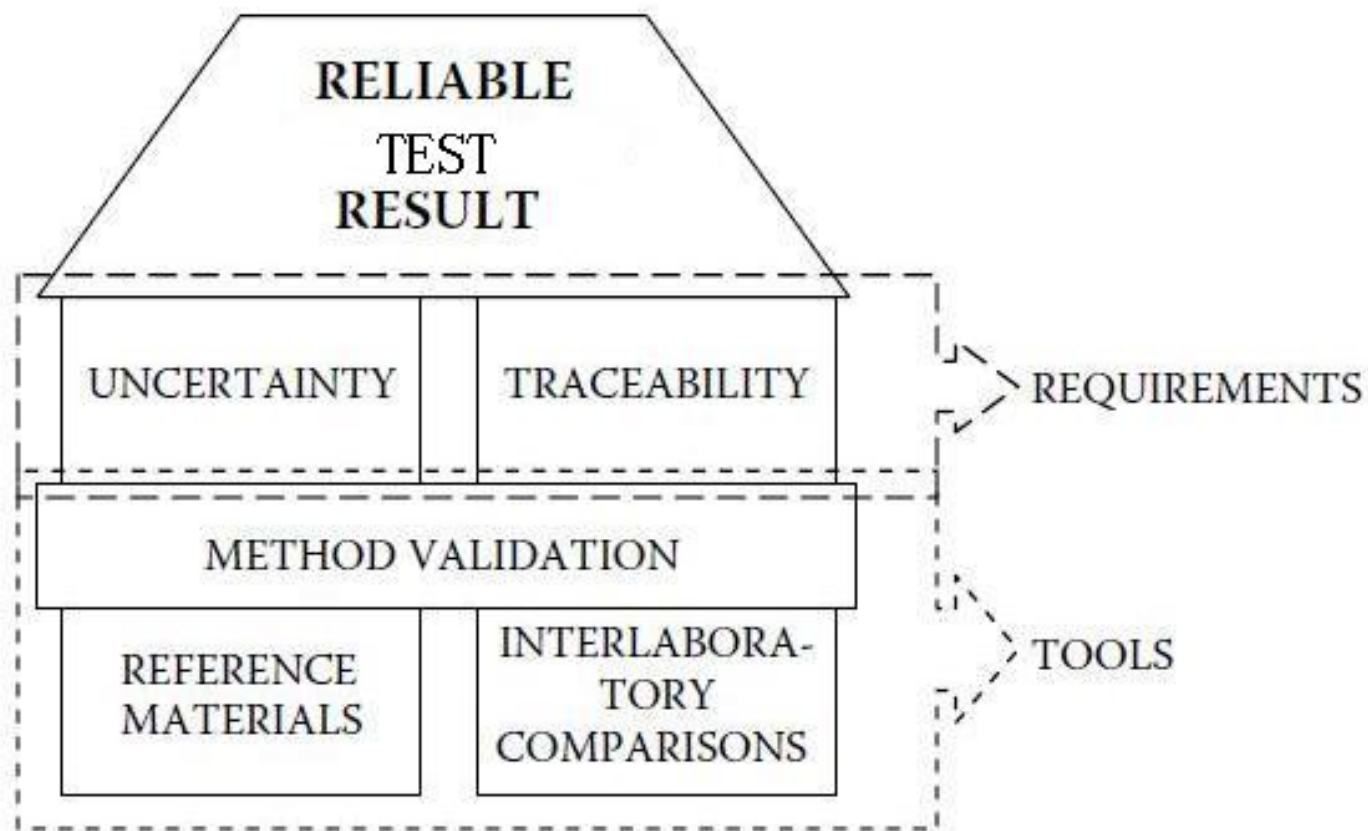 RELIABLE
TEST
RESULT
UNCERTAINTY
TRACEABILITY
REQUIREMENTS
METHOD VALIDATION
REFERENCE
MATERIALS
INTERLABORA-
TORY
COMPARISONS
TOOLS